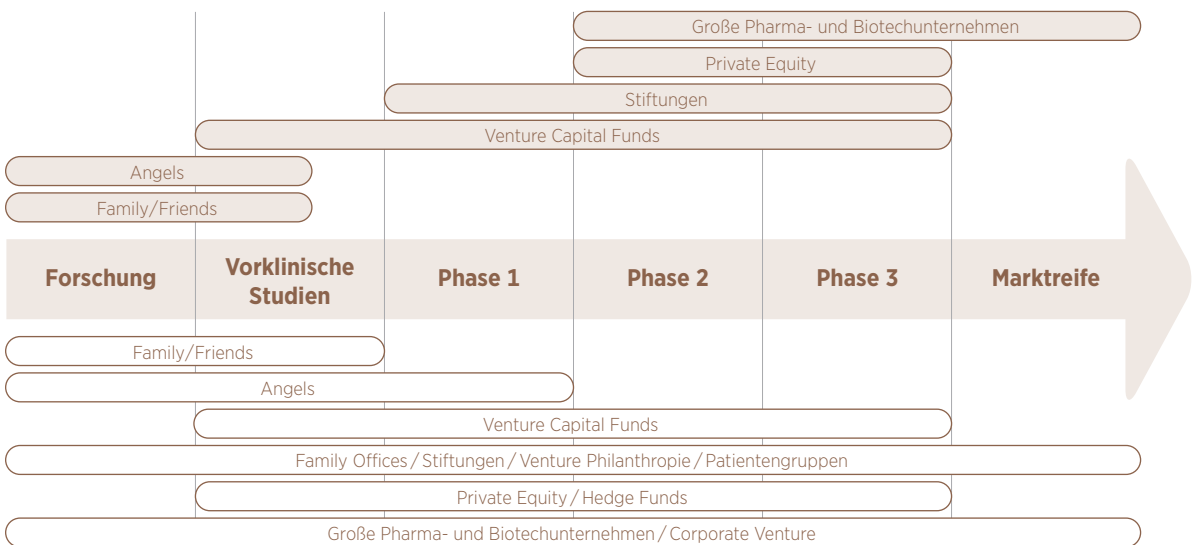 Große Pharma- und Biotechunternehmen
Private Equity
Stiftungen
Venture Capital Funds
Angels
Family/Friends
Forschung
Vorklinische
Studien
Phase 1
Phase 2
Phase 3
Marktreife
Family/Friends
Angels
Venture Capital Funds
Family Offices / Stiftungen / Venture Philanthropie / Patientengruppen
Private Equity / Hedge Funds
Große Pharma- und Biotechunternehmen / Corporate Venture